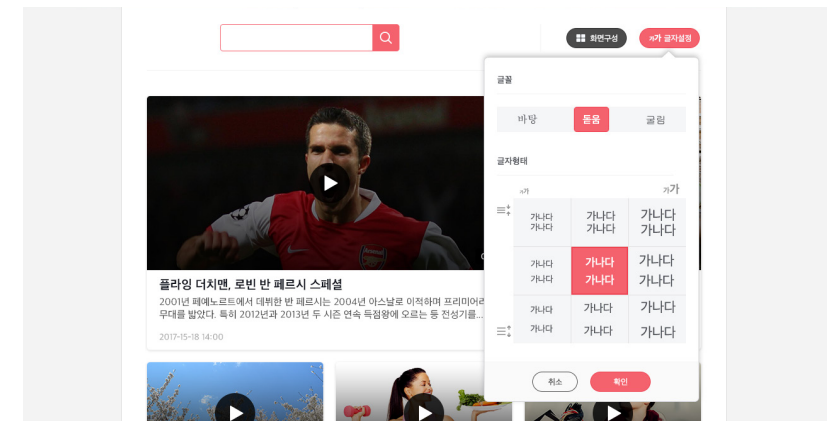 화면구성
가가 글자설정
글꼴
바탕 돋움 굴림
글자형태
가가 가가
가나다 가나다 가나다
가나다 가나다 가나다
가나다 가나다 가나다
가나다 가나다 가나다
가나다 가나다 가나다
가나다 가나다 가나다
취소 확인
플라잉 더치맨, 로빈 반 페르시 스페셜
2001년 페예노르트에서 데뷔한 반 페르시는 2004년 아스날로 이적하며 프리미어
무대를 밟았다. 특히 2012년과 2013년 두 시즌 연속 득점왕에 오르는 등 전성기를...
2017-15-18 14:00